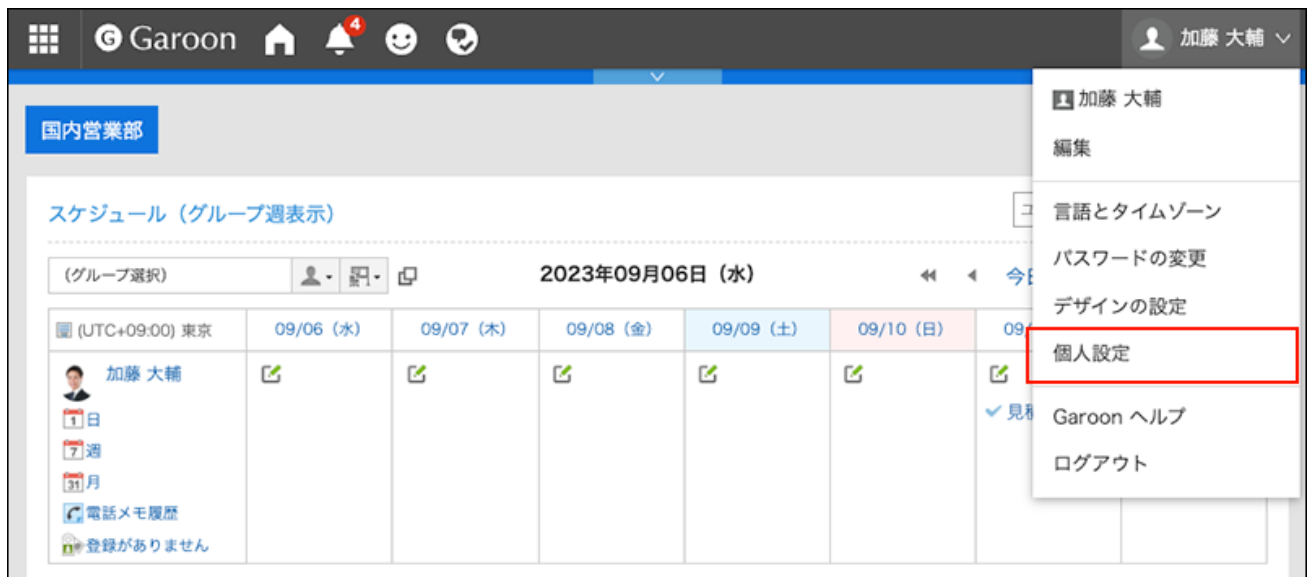 G Garoon 4 加藤 大輔
加藤 大輔
編集
言語とタイムゾーン
パスワードの変更
デザインの設定
個人設定
Garoon ヘルプ
ログアウト
国内営業部
スケジュール（グループ週表示）
（グループ選択） 2023年09月06日（水） 今
(UTC+09:00) 東京 09/06（水） 09/07（木） 09/08（金） 09/09（土） 09/10（日） 09/
加藤 大輔
1 日
7 週
31 月
電話メモ履歴
登録がありません
見積